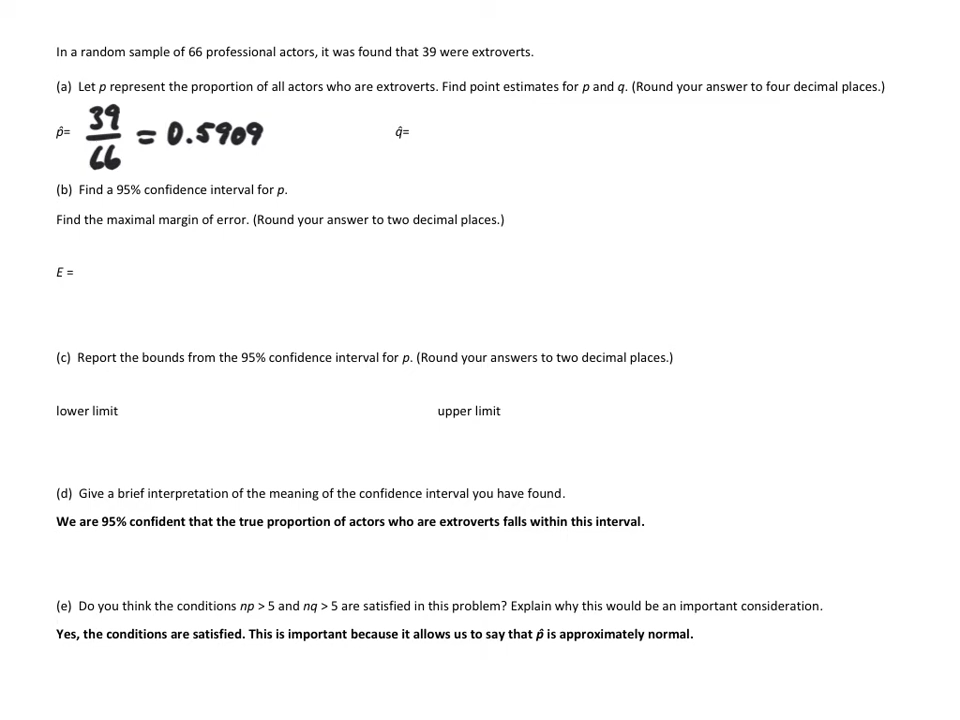 In a random sample of 66 professional actors, it was found that 39 were extroverts.
(a) Let p represent the proportion of all actors who are extroverts. Find point estimates for p and q. (Round your answer to four decimal places.)
p̂= 39/66 = 0.5909 q̂=
(b) Find a 95% confidence interval for p.
Find the maximal margin of error. (Round your answer to two decimal places.)
E =
(c) Report the bounds from the 95% confidence interval for p. (Round your answers to two decimal places.)
lower limit upper limit
(d) Give a brief interpretation of the meaning of the confidence interval you have found.
We are 95% confident that the true proportion of actors who are extroverts falls within this interval.
(e) Do you think the conditions np > 5 and nq > 5 are satisfied in this problem? Explain why this would be an important consideration.
Yes, the conditions are satisfied. This is important because it allows us to say that p̂ is approximately normal.